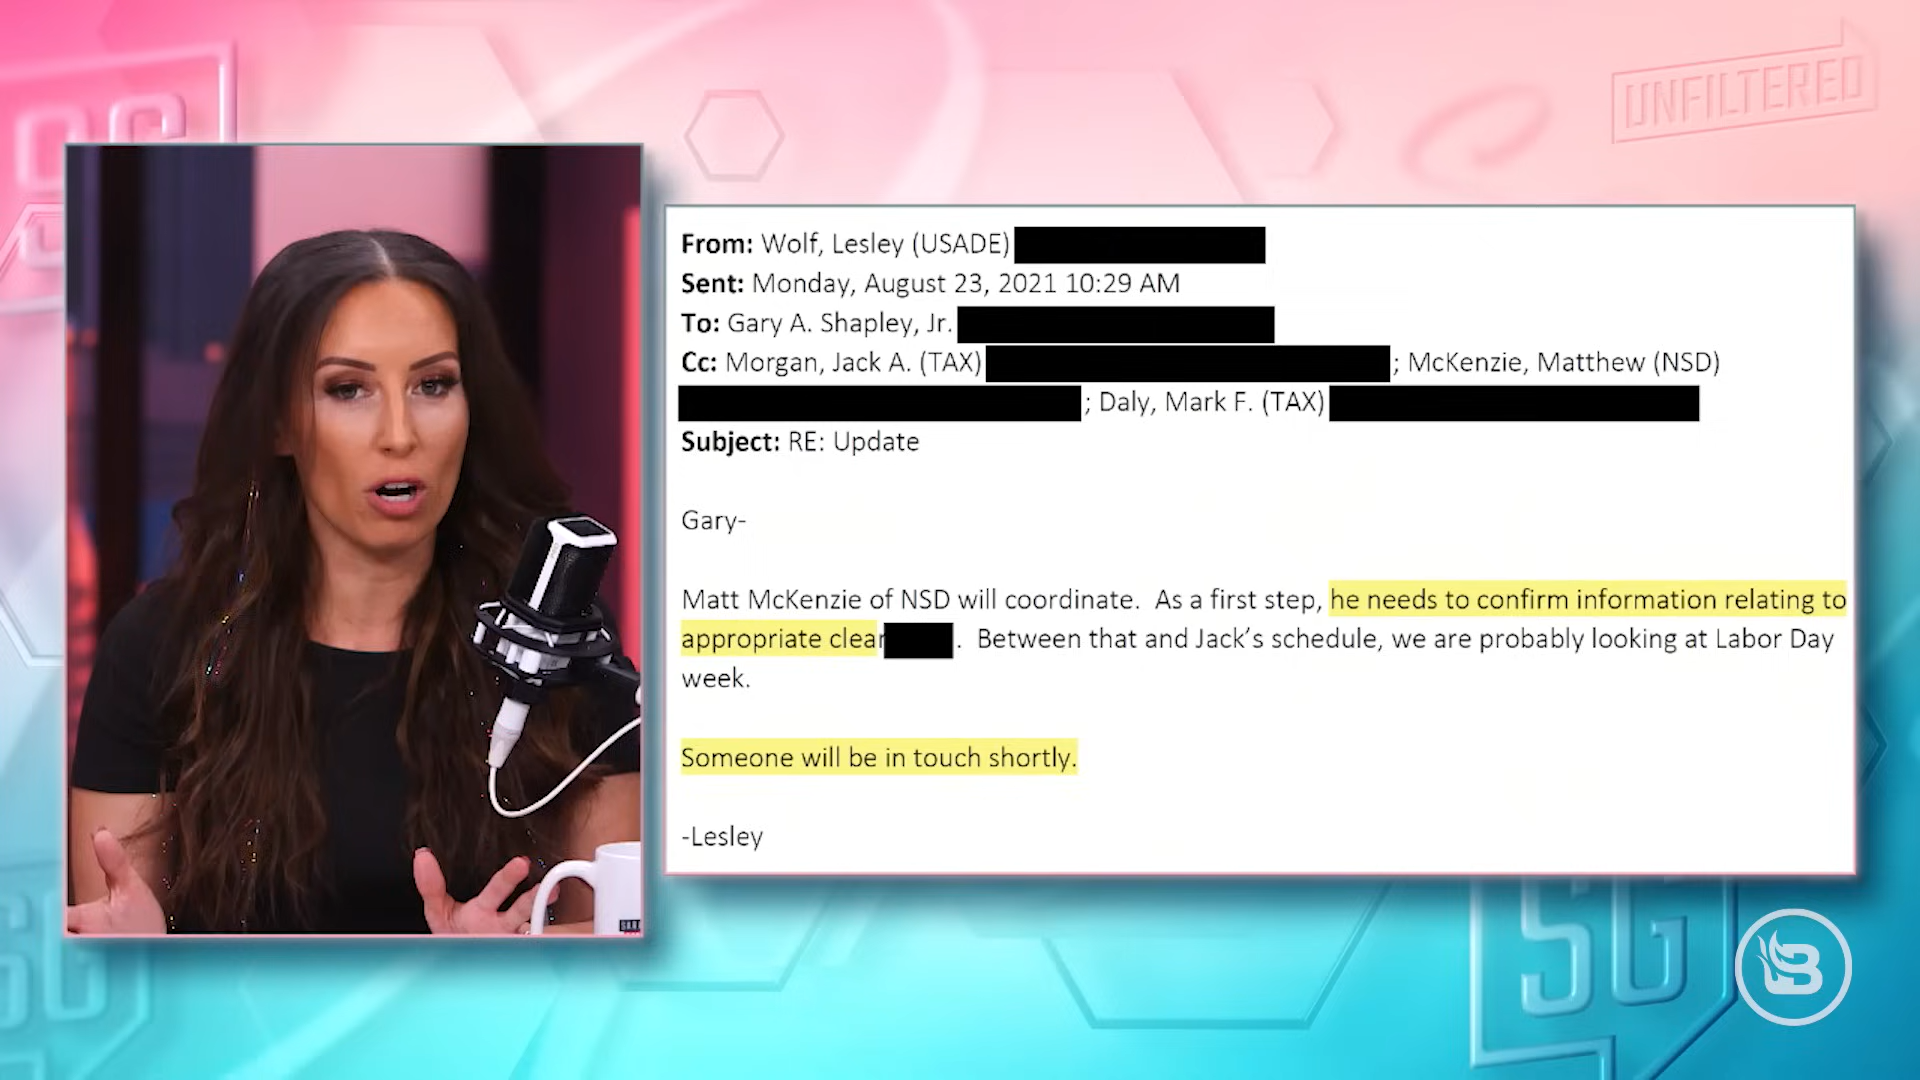 UNFILTERED
From: Wolf, Lesley (USADE)
Sent: Monday, August 23, 2021 10:29 AM
To: Gary A. Shapley, Jr.
Cc: Morgan, Jack A. (TAX) ; McKenzie, Matthew (NSD)
; Daly, Mark F. (TAX)
Subject: RE: Update
Gary-
Matt McKenzie of NSD will coordinate. As a first step, he needs to confirm information relating to
appropriate clear . Between that and Jack’s schedule, we are probably looking at Labor Day
week.
Someone will be in touch shortly.
-Lesley
SG
SG
B